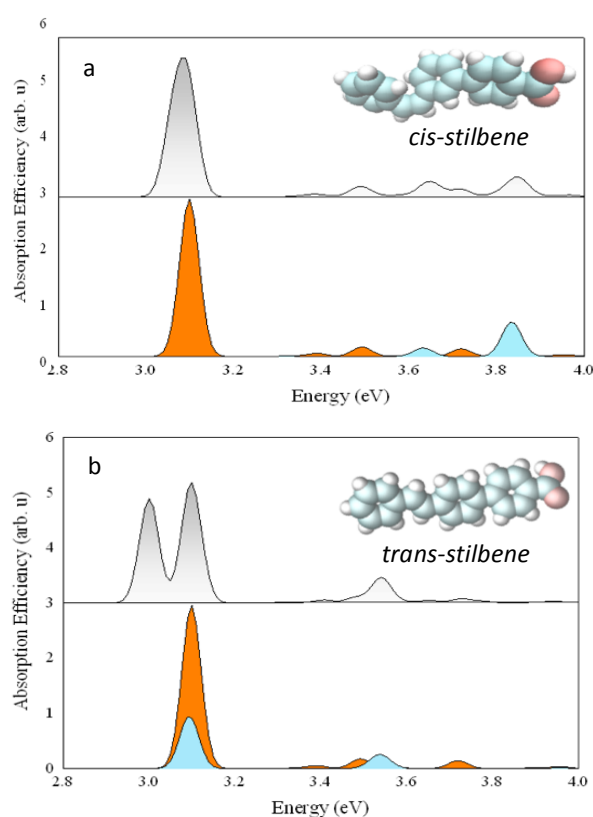 6
a
5
4
3
2
1
0
Absorption Efficiency (arb. u)
cis-stilbene
2.8 3.0 3.2 3.4 3.6 3.8 4.0
Energy (eV)
6
b
5
4
3
2
1
0
Absorption Efficiency (arb. u)
trans-stilbene
2.8 3.0 3.2 3.4 3.6 3.8 4.0
Energy (eV)